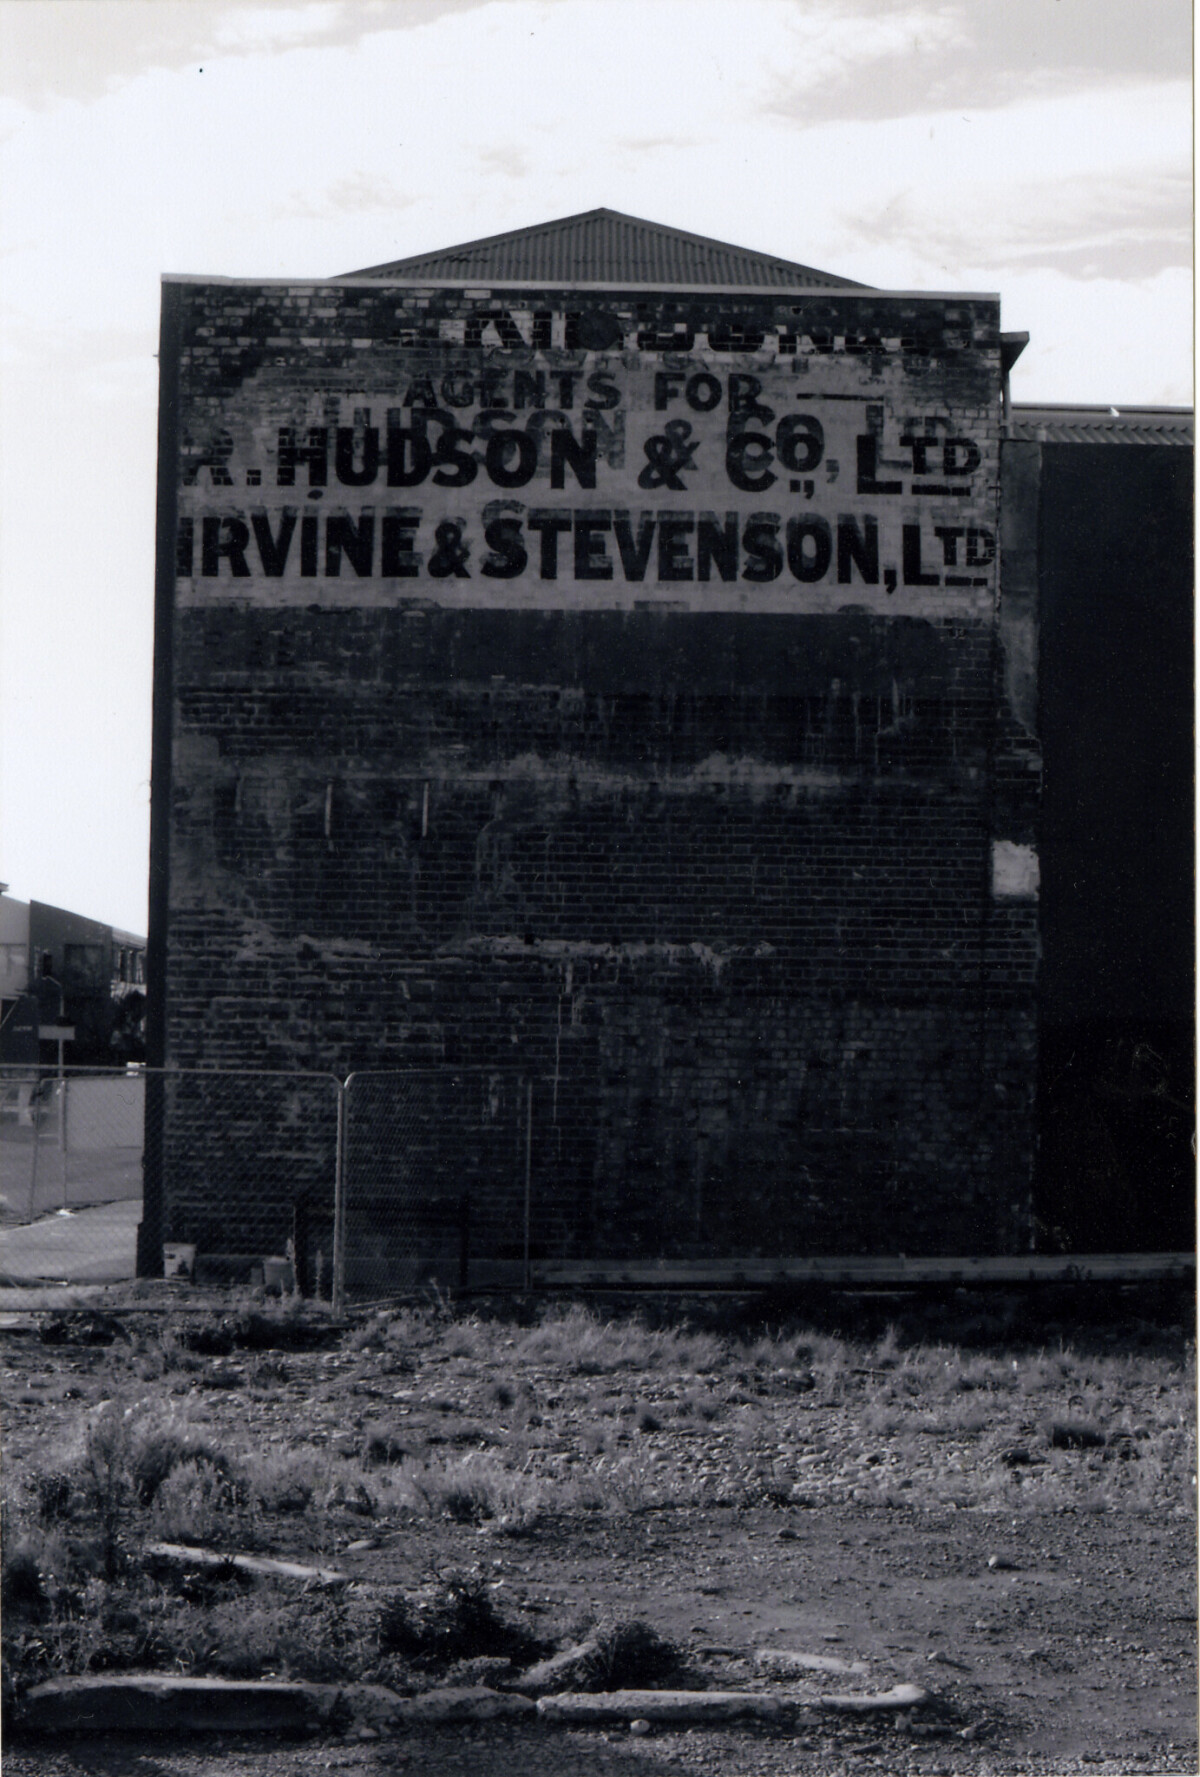 AGENTS FOR
R. HUDSON & CO., LTD
IRVINE & STEVENSON, LTD